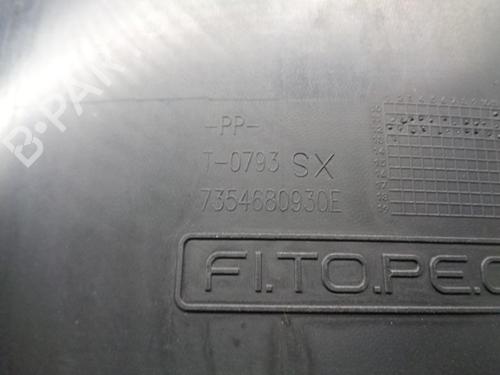 -PP-
T-0793 SX
7354680930E
FI.TO.PE.
B-PARTS